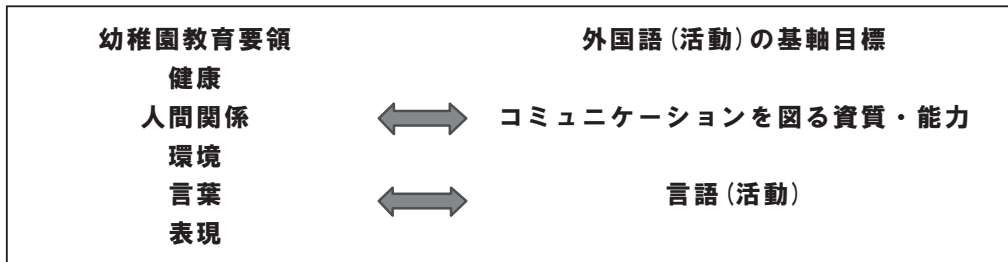 幼稚園教育要領 外国語(活動)の基軸目標
健康
人間関係 コミュニケーションを図る資質・能力
環境
言葉 言語(活動)
表現